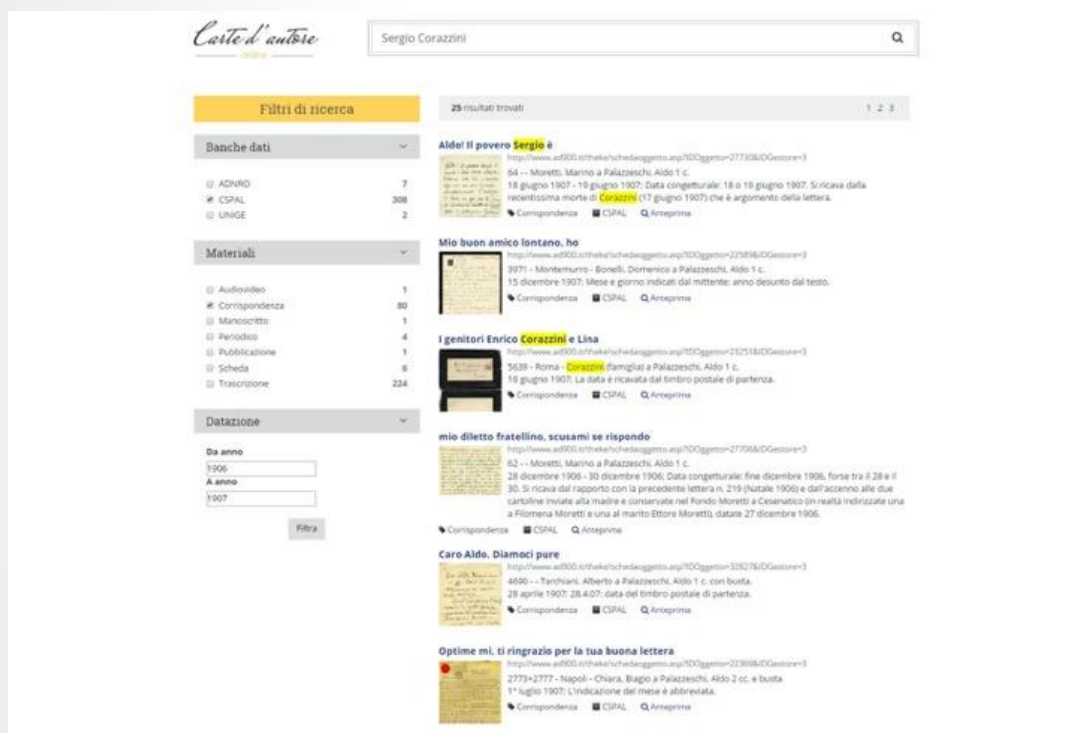 Carte d'autore
online
Sergio Corazzini
Filtri di ricerca
Banche dati
ADNRO 7
CSPAL 308
UNIGE 2
Materiali
Audiovideo 1
Corrispondenza 80
Manoscritto 1
Periodico 4
Pubblicazione 1
Scheda 6
Trascrizione 224
Datazione
Da anno
1906
A anno
1907
Filtra
25 risultati trovati 1 2 3
Aldo! Il povero Sergio è
64 - - Moretti, Marino a Palazzeschi, Aldo 1 c.
18 giugno 1907 - 19 giugno 1907; Data congetturale: 18 o 19 giugno 1907. Si ricava dalla
recentissima morte di Corazzini (17 giugno 1907) che è argomento della lettera.
Corrispondenza CSPAL Anteprima
Mio buon amico lontano, ho
3971 - Montemurro - Bonelli, Domenico a Palazzeschi, Aldo 1 c.
15 dicembre 1907; Mese e giorno indicati dal mittente; anno desunto dal testo.
Corrispondenza CSPAL Anteprima
I genitori Enrico Corazzini e Lina
5639 - Roma - Corazzini (famiglia) a Palazzeschi, Aldo 1 c.
18 giugno 1907; La data è ricavata dal timbro postale di partenza.
Corrispondenza CSPAL Anteprima
mio diletto fratellino, scusami se rispondo
62 - - Moretti, Marino a Palazzeschi, Aldo 1 c.
28 dicembre 1906 - 30 dicembre 1906; Data congetturale: fine dicembre 1906, forse tra il 28 e il
30. Si ricava dal rapporto con la precedente lettera n. 219 (Natale 1906) e dall'accenno alle due
cartoline inviate alla madre e conservate nel Fondo Moretti a Cesenatico (in realtà indirizzate una
a Filomena Moretti e una al marito Ettore Moretti), datate 27 dicembre 1906.
Corrispondenza CSPAL Anteprima
Caro Aldo. Diamoci pure
4690 - - Tarchiani, Alberto a Palazzeschi, Aldo 1 c. con busta.
28 aprile 1907; 28.4.07: data del timbro postale di partenza.
Corrispondenza CSPAL Anteprima
Optime mi, ti ringrazio per la tua buona lettera
2773+2777 - Napoli - Chiara, Biagio a Palazzeschi, Aldo 2 cc. e busta
1° luglio 1907; L'indicazione del mese è abbreviata.
Corrispondenza CSPAL Anteprima